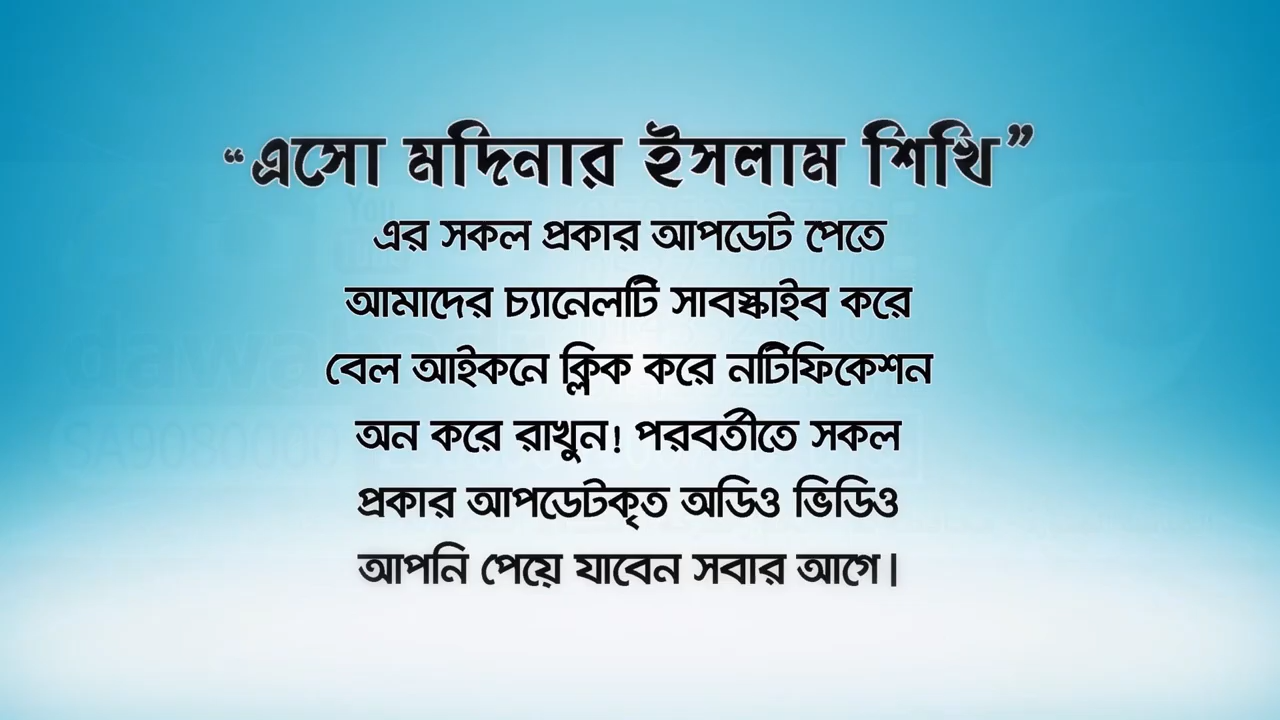 “এসো মদিনার ইসলাম শিখি”
এর সকল প্রকার আপডেট পেতে
আমাদের চ্যানেলটি সাবস্ক্রাইব করে
বেল আইকনে ক্লিক করে নটিফিকেশন
অন করে রাখুন! পরবর্তীতে সকল
প্রকার আপডেটকৃত অডিও ভিডিও
আপনি পেয়ে যাবেন সবার আগে।